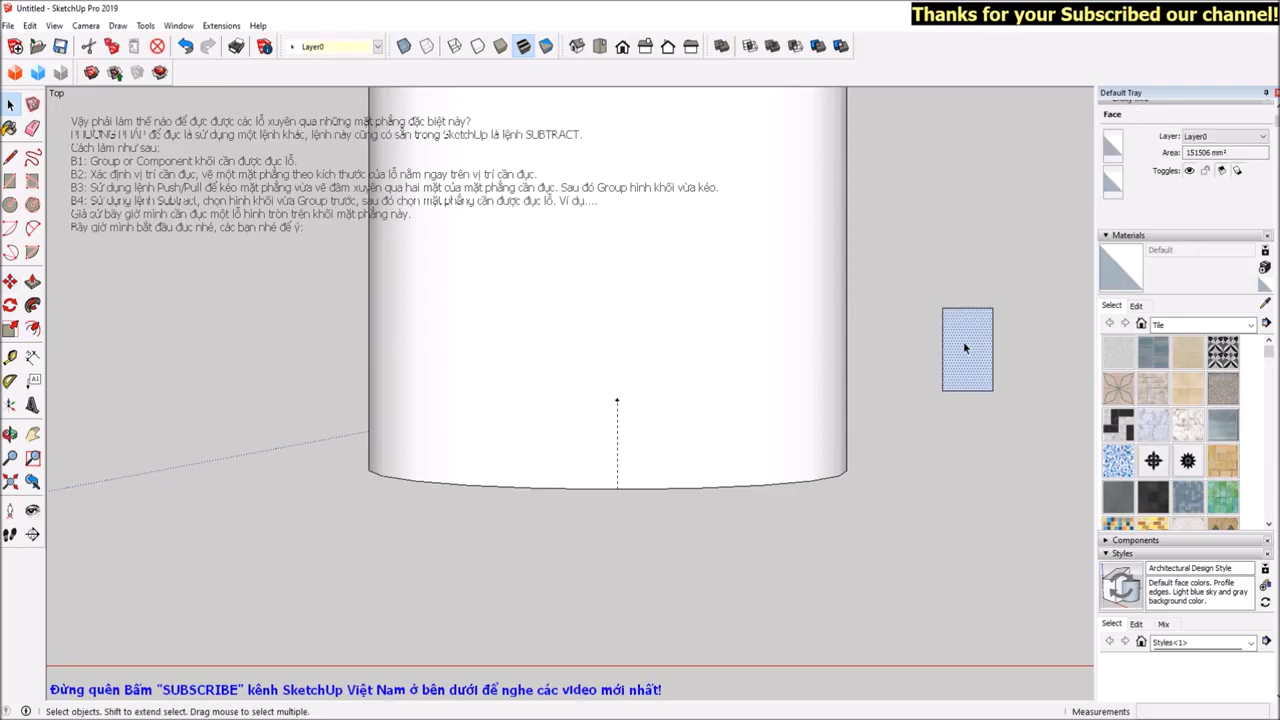 Untitled - SketchUp Pro 2019
Thanks for your Subscribed our channel!
File Edit View Camera Draw Tools Window Extensions Help
Layer0
Top
Default Tray
Vậy phải làm thế nào để đục được các lỗ xuyên qua những mặt phẳng đặc biệt này?
PHƯƠNG PHÁP để đục là sử dụng một lệnh khác, lệnh này cũng có sẵn trong SketchUp là lệnh SUBTRACT.
Cách làm như sau:
B1: Group or Component khối cần được đục lỗ.
B2: Xác định vị trí cần đục, vẽ một mặt phẳng theo kích thước của lỗ nằm ngay trên vị trí cần đục.
B3: Sử dụng lệnh Push/Pull để kéo mặt phẳng vừa vẽ đâm xuyên qua hai mặt của mặt phẳng cần đục. Sau đó Group hình khối vừa kéo.
B4: Sử dụng lệnh Subtract, chọn hình khối vừa Group trước, sau đó chọn mặt phẳng cần được đục lỗ. Ví dụ....
Giả sử bây giờ mình cần đục một lỗ hình tròn trên khối mặt phẳng này.
Bây giờ mình bắt đầu đục nhé, các bạn nhé để ý:
Face
Layer: Layer0
Area: 151506 mm²
Toggles:
Materials
Default
Select Edit
Tile
Components
Styles
Architectural Design Style
Default face colors. Profile
edges. Light blue sky and gray
background color.
Select Edit Mix
Styles<1>
Đừng quên Bấm "SUBSCRIBE" kênh SketchUp Việt Nam ở bên dưới để nghe các video mới nhất!
Select objects. Shift to extend select. Drag mouse to select multiple.
Measurements